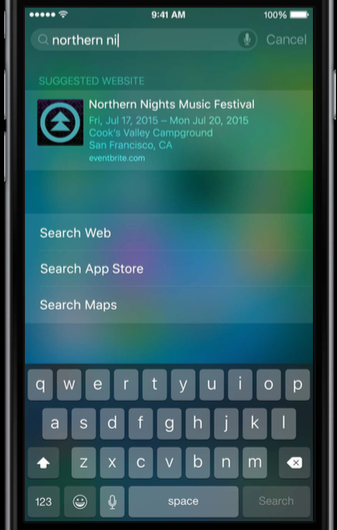 9:41 AM 100%
northern ni Cancel
SUGGESTED WEBSITE
Northern Nights Music Festival
Fri, Jul 17, 2015 – Mon Jul 20, 2015
Cook's Valley Campground
San Francisco, CA
eventbrite.com
Search Web
Search App Store
Search Maps
q w e r t y u i o p
a s d f g h j k l
z x c v b n m
123 space Search